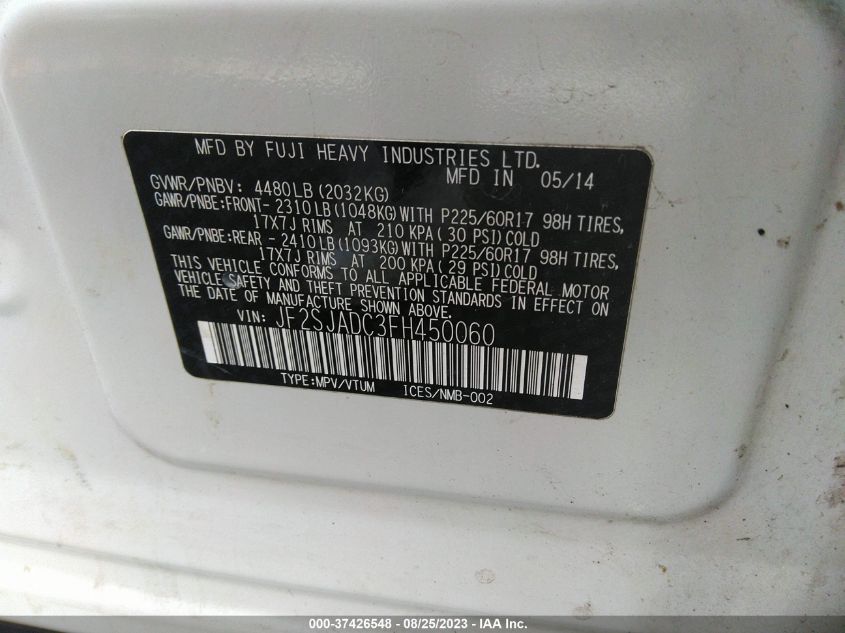 MFD BY FUJI HEAVY INDUSTRIES LTD.
MFD IN 05/14
GVWR/PNBV: 4480LB(2032KG)
GAWR/PNBE:FRONT- 2310LB(1048KG)WITH P225/60R17 98H TIRES,
17X7J RIMS AT 210 KPA( 30 PSI)COLD
GAWR/PNBE:REAR - 2410LB(1093KG)WITH P225/60R17 98H TIRES,
17X7J RIMS AT 200 KPA( 29 PSI)COLD
THIS VEHICLE CONFORMS TO ALL APPLICABLE FEDERAL MOTOR
VEHICLE SAFETY AND THEFT PREVENTION STANDARDS IN EFFECT ON
THE DATE OF MANUFACTURE SHOWN ABOVE.
VIN: JF2SJADC3FH450060
TYPE:MPV/VTUM ICES/NMB-002
000-37426548 - 08/25/2023 - IAA Inc.